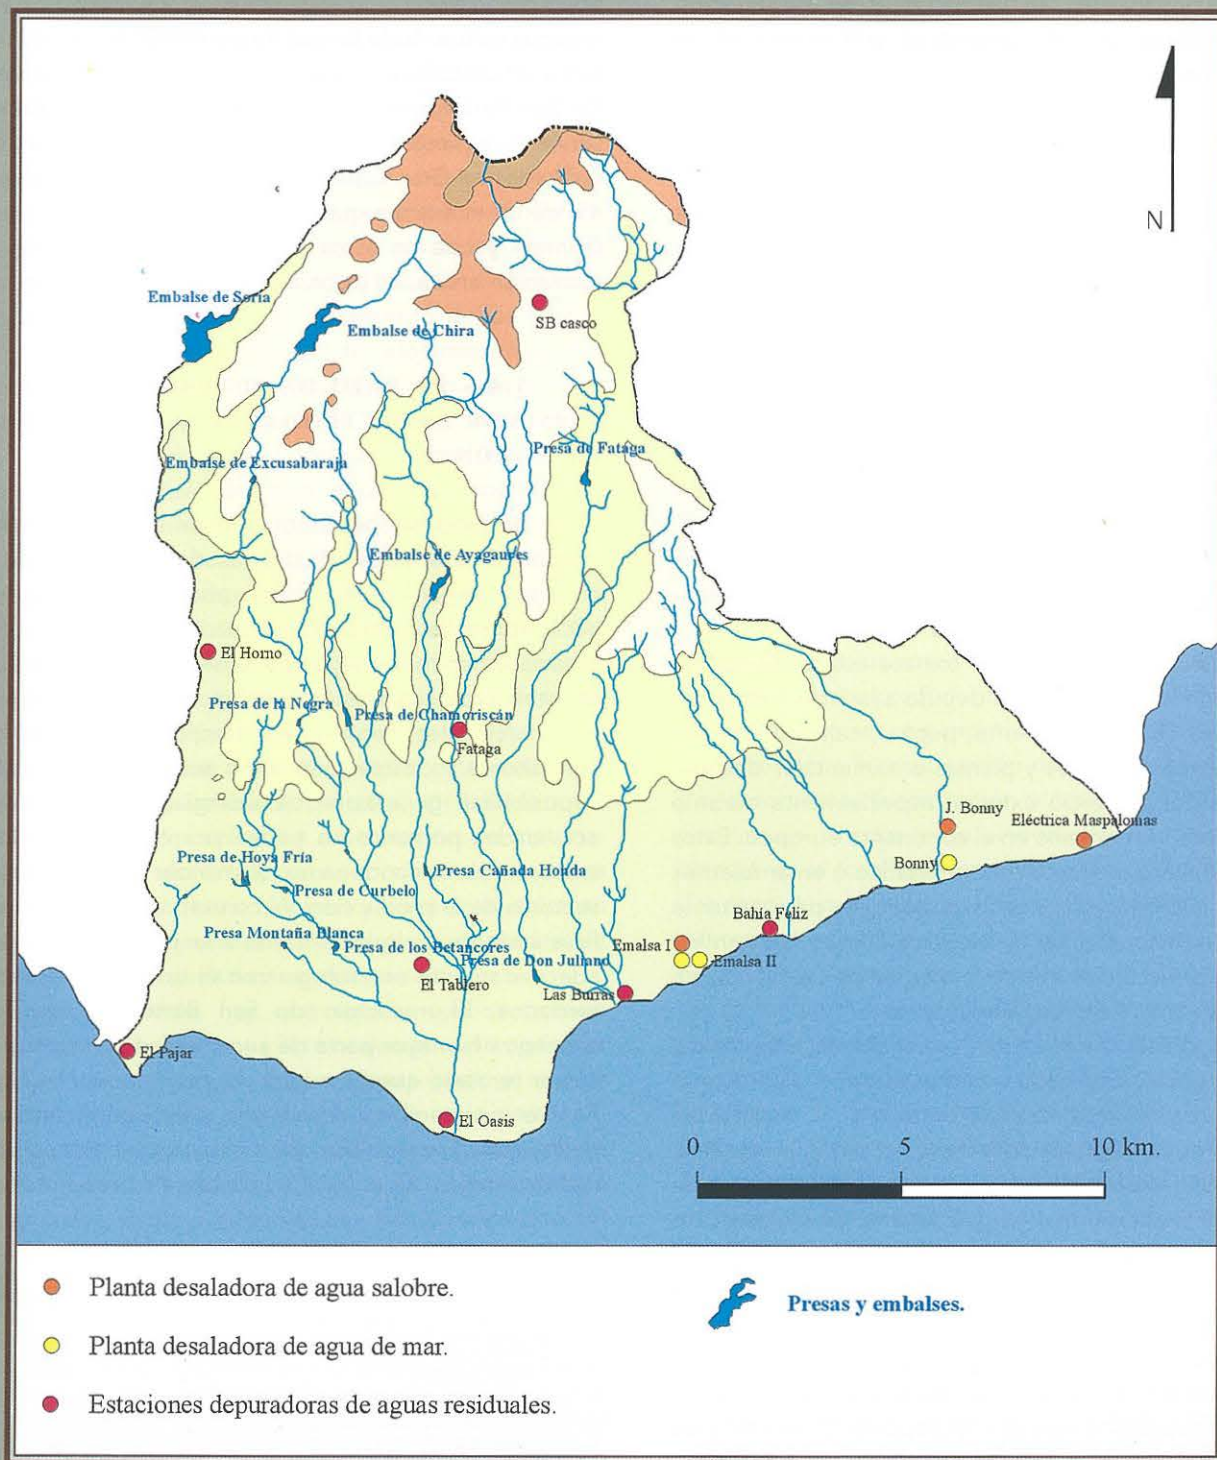 N
Embalse de Soria
Embalse de Chira
SB casco
Presa de Fataga
Embalse de Excusabaraja
Embalse de Ayagaures
El Horno
Presa de la Negra
Presa de Chamoriscán
Fataga
J. Bonny
Eléctrica Maspalomas
Bonny
Presa de Hoya Fría
Presa Cañada Honda
Presa de Curbelo
Bahía Feliz
Presa Montaña Blanca
Presa de los Betancores
Emalsa I
Emalsa II
Presa de Don Juliand
El Tablero
Las Burras
El Pajar
El Oasis
0 5 10 km.
Planta desaladora de agua salobre.
Presas y embalses.
Planta desaladora de agua de mar.
Estaciones depuradoras de aguas residuales.